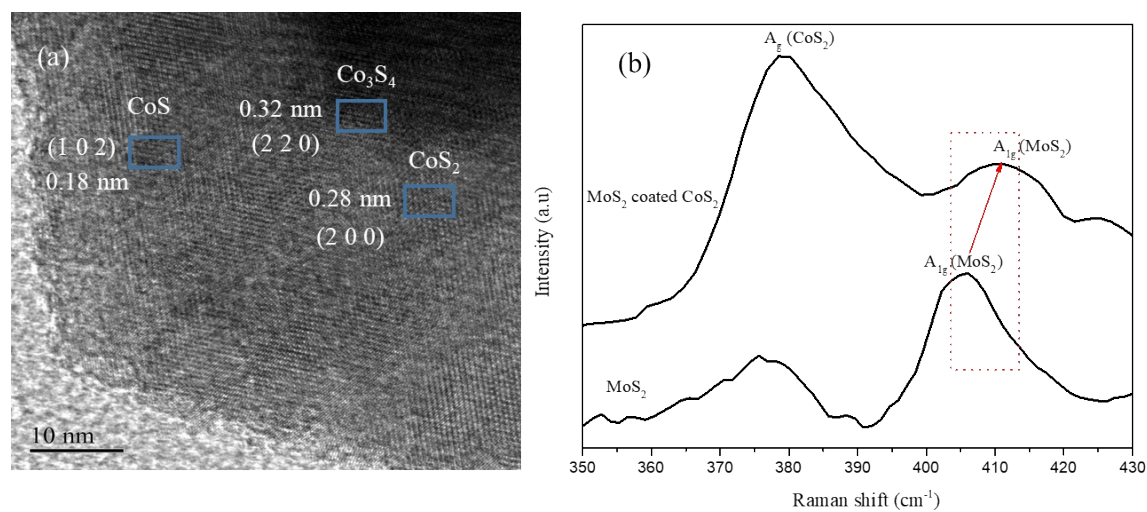 (a)
CoS
(1 0 2)
0.18 nm
Co₃S₄
0.32 nm
(2 2 0)
CoS₂
0.28 nm
(2 0 0)
10 nm
(b)
A_g (CoS₂)
A₁g (MoS₂)
MoS₂ coated CoS₂
A₁g (MoS₂)
MoS₂
Intensity (a.u)
350 360 370 380 390 400 410 420 430
Raman shift (cm⁻¹)